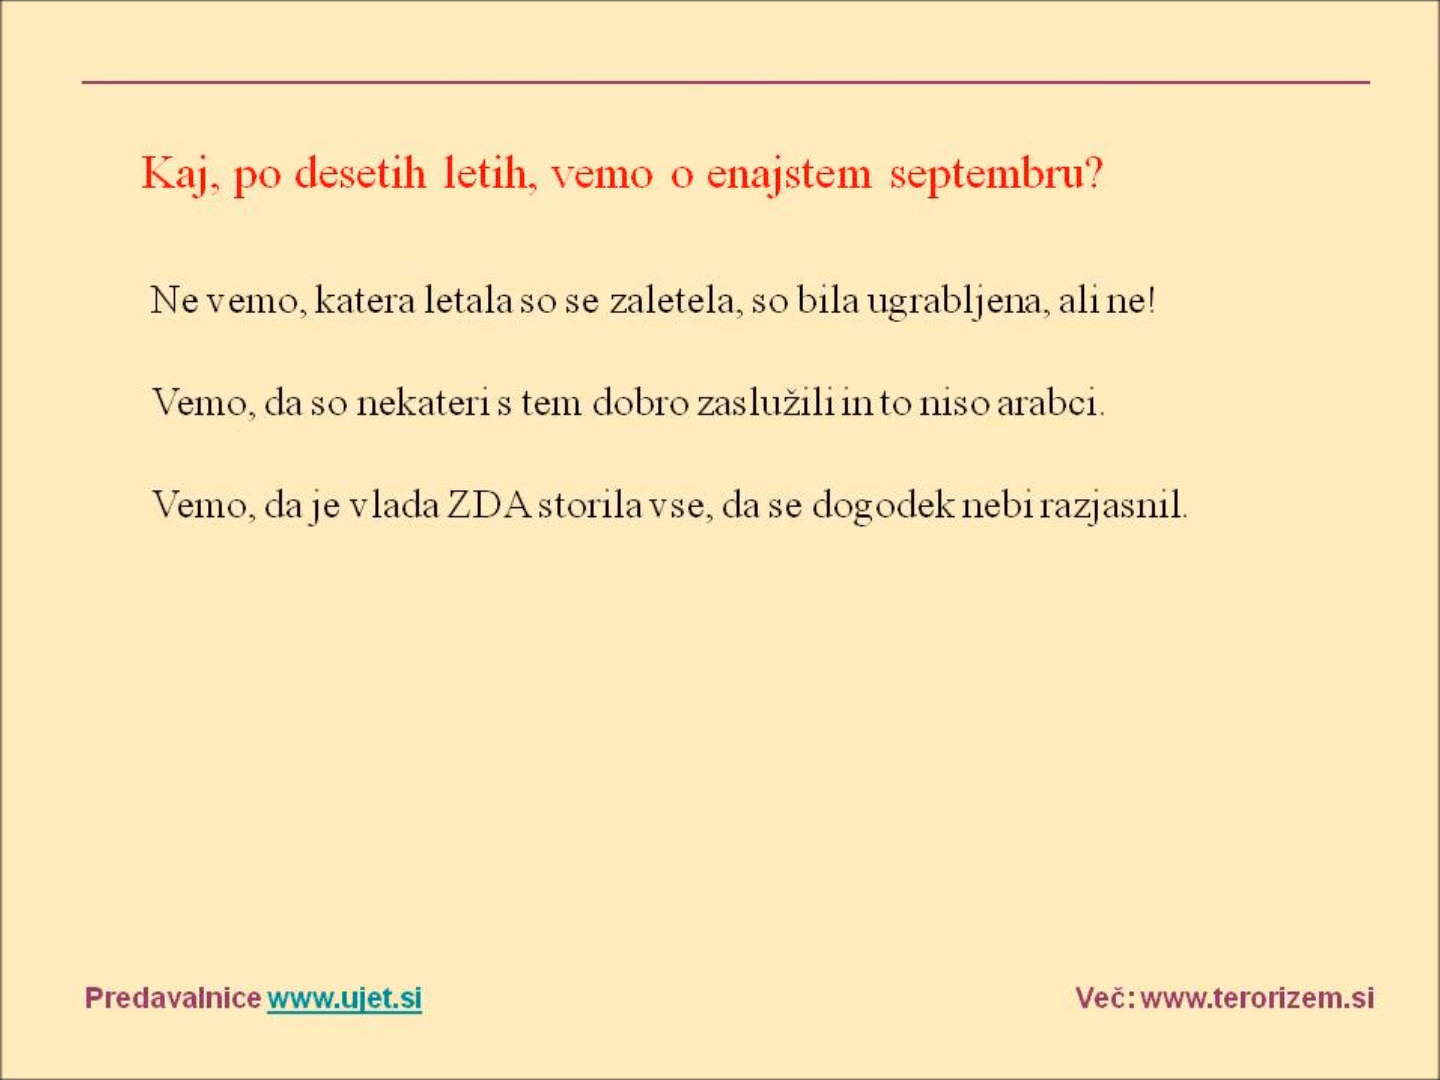 Kaj, po desetih letih, vemo o enajstem septembru?
Ne vemo, katera letala so se zaletela, so bila ugrabljena, ali ne!
Vemo, da so nekateri s tem dobro zaslužili in to niso arabci.
Vemo, da je vlada ZDA storila vse, da se dogodek nebi razjasnil.
Predavalnice www.ujet.si
Več: www.terorizem.si